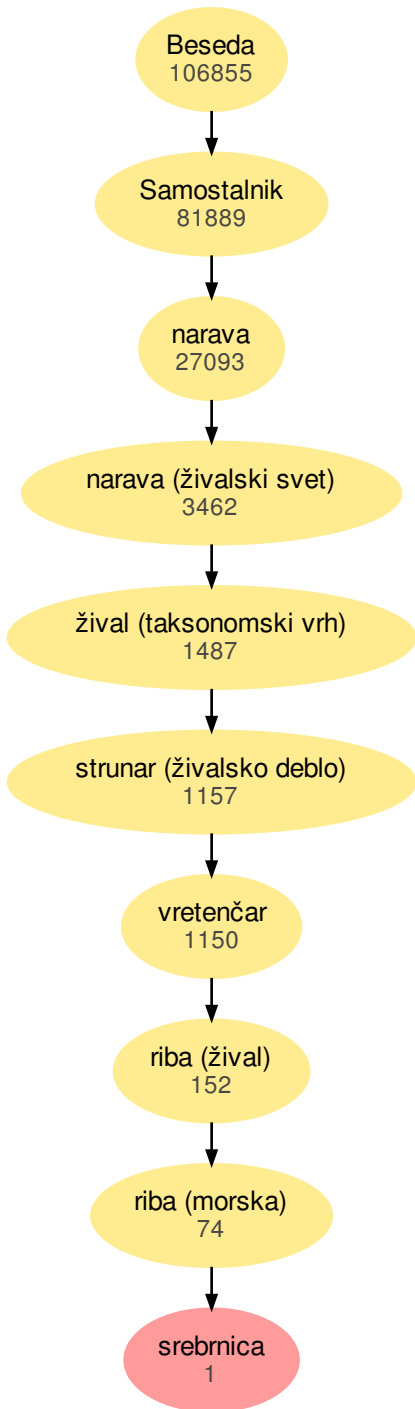 Beseda
106855
Samostalnik
81889
narava
27093
narava (živalski svet)
3462
žival (taksonomski vrh)
1487
strunar (živalsko deblo)
1157
vretenčar
1150
riba (žival)
152
riba (morska)
74
srebrnica
1